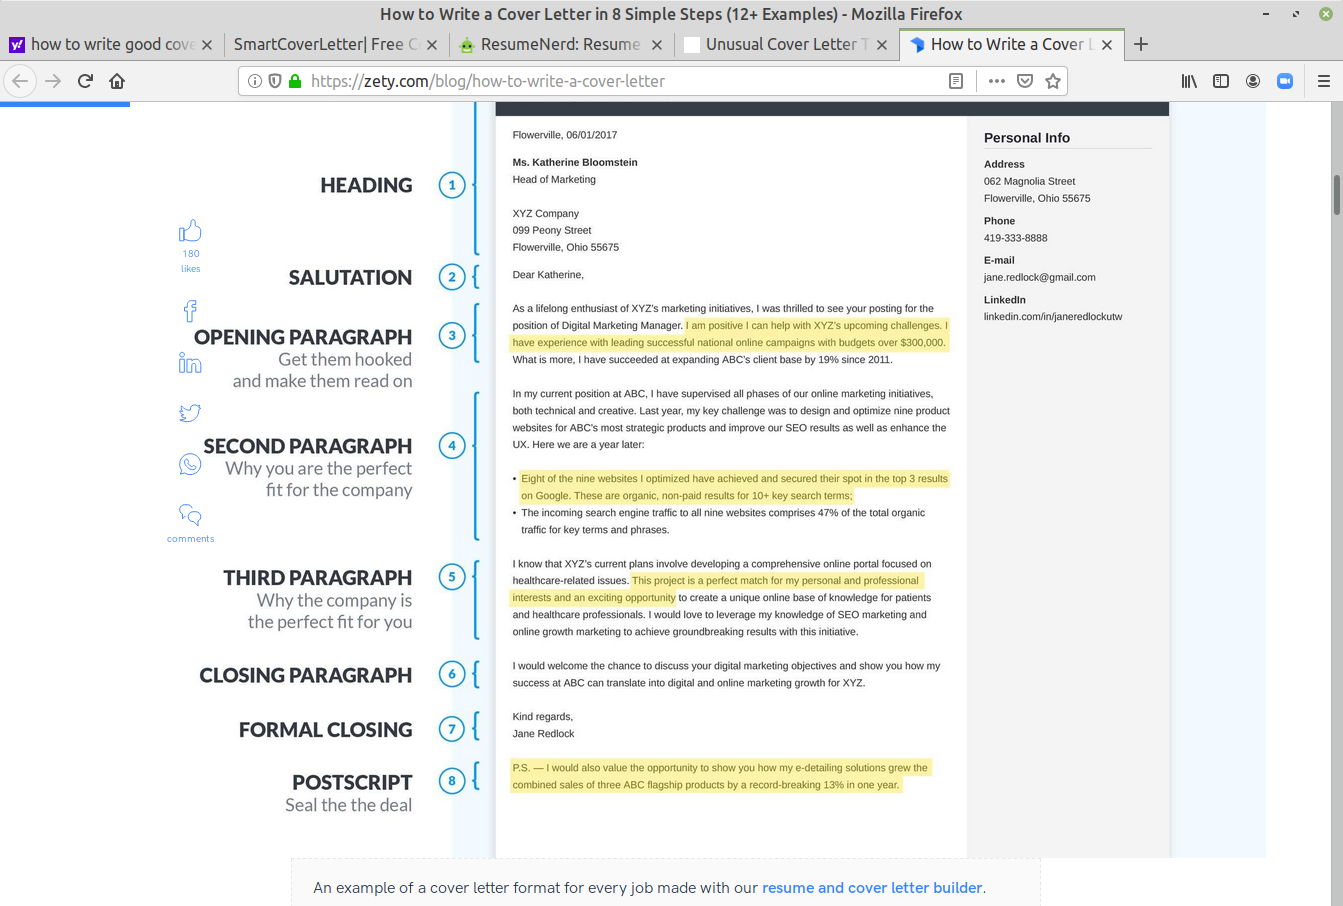 How to Write a Cover Letter in 8 Simple Steps (12+ Examples) - Mozilla Firefox
how to write good cove
SmartCoverLetter| Free C
ResumeNerd: Resume
Unusual Cover Letter T
How to Write a Cover L
https://zety.com/blog/how-to-write-a-cover-letter
HEADING
1
180
likes
SALUTATION
2
OPENING PARAGRAPH
3
Get them hooked
and make them read on
SECOND PARAGRAPH
4
Why you are the perfect
fit for the company
comments
THIRD PARAGRAPH
5
Why the company is
the perfect fit for you
CLOSING PARAGRAPH
6
FORMAL CLOSING
7
POSTSCRIPT
8
Seal the the deal
Flowerville, 06/01/2017
Ms. Katherine Bloomstein
Head of Marketing
XYZ Company
099 Peony Street
Flowerville, Ohio 55675
Dear Katherine,
As a lifelong enthusiast of XYZ's marketing initiatives, I was thrilled to see your posting for the
position of Digital Marketing Manager. I am positive I can help with XYZ's upcoming challenges. I
have experience with leading successful national online campaigns with budgets over $300,000.
What is more, I have succeeded at expanding ABC's client base by 19% since 2011.
In my current position at ABC, I have supervised all phases of our online marketing initiatives,
both technical and creative. Last year, my key challenge was to design and optimize nine product
websites for ABC's most strategic products and improve our SEO results as well as enhance the
UX. Here we are a year later:
• Eight of the nine websites I optimized have achieved and secured their spot in the top 3 results
on Google. These are organic, non-paid results for 10+ key search terms;
• The incoming search engine traffic to all nine websites comprises 47% of the total organic
traffic for key terms and phrases.
I know that XYZ's current plans involve developing a comprehensive online portal focused on
healthcare-related issues. This project is a perfect match for my personal and professional
interests and an exciting opportunity to create a unique online base of knowledge for patients
and healthcare professionals. I would love to leverage my knowledge of SEO marketing and
online growth marketing to achieve groundbreaking results with this initiative.
I would welcome the chance to discuss your digital marketing objectives and show you how my
success at ABC can translate into digital and online marketing growth for XYZ.
Kind regards,
Jane Redlock
P.S. — I would also value the opportunity to show you how my e-detailing solutions grew the
combined sales of three ABC flagship products by a record-breaking 13% in one year.
Personal Info
Address
062 Magnolia Street
Flowerville, Ohio 55675
Phone
419-333-8888
E-mail
jane.redlock@gmail.com
LinkedIn
linkedin.com/in/janeredlockutw
An example of a cover letter format for every job made with our resume and cover letter builder.